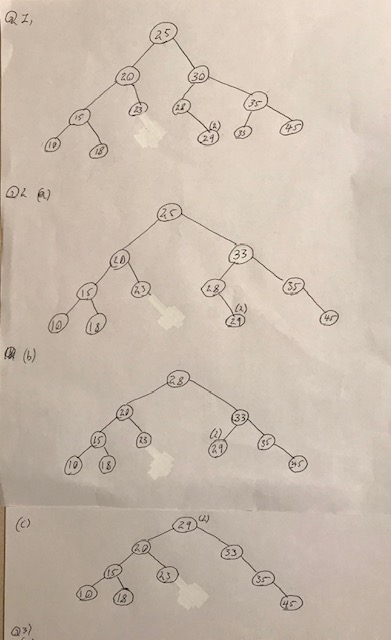 Q1,
25
20 30
15 23 28 35
10 18 29 (2) 33 45
Q2 (a)
25
20 33
15 23 28 35
10 18 29 (2) 45
(b)
28
20 33
15 23 29 (2) 35
10 18 45
(c)
29 (2)
20 33
15 23 35
10 18 45
Q3)